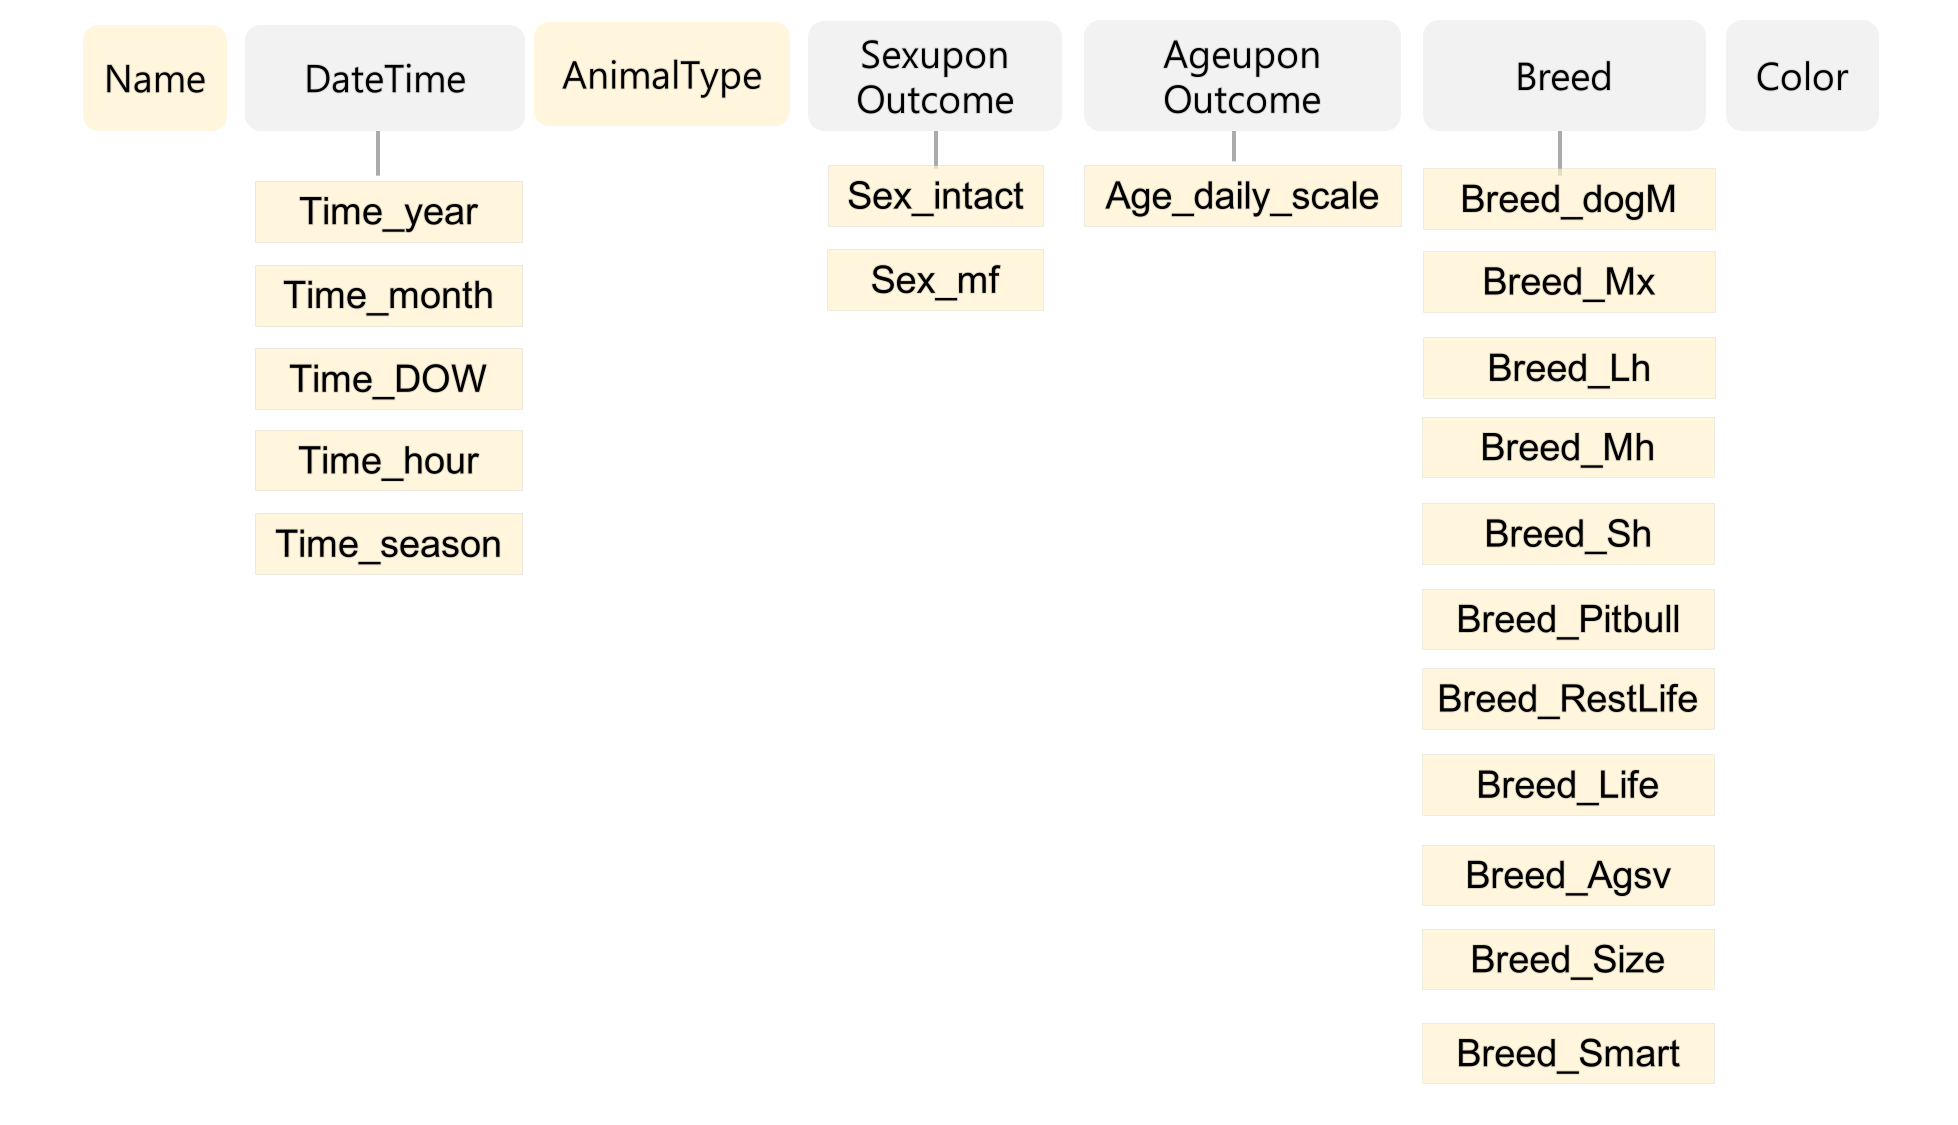 Name
DateTime
AnimalType
Sexupon
Outcome
Ageupon
Outcome
Breed
Color
Time_year
Time_month
Time_DOW
Time_hour
Time_season
Sex_intact
Sex_mf
Age_daily_scale
Breed_dogM
Breed_Mx
Breed_Lh
Breed_Mh
Breed_Sh
Breed_Pitbull
Breed_RestLife
Breed_Life
Breed_Agsv
Breed_Size
Breed_Smart